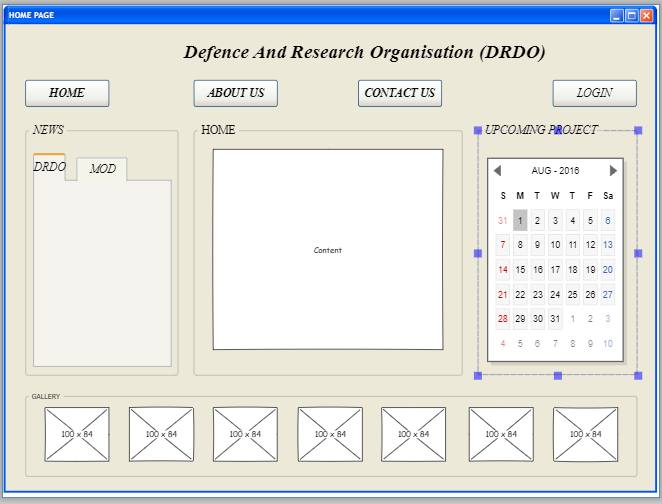 HOME PAGE
Defence And Research Organisation (DRDO)
HOME ABOUT US CONTACT US LOGIN
NEWS HOME UPCOMING PROJECT
DRDO MOD
Content
AUG - 2016
S M T W T F Sa
31 1 2 3 4 5 6
7 8 9 10 11 12 13
14 15 16 17 18 19 20
21 22 23 24 25 26 27
28 29 30 31 1 2 3
4 5 6 7 8 9 10
GALLERY
100 x 84 100 x 84 100 x 84 100 x 84 100 x 84 100 x 84 100 x 84